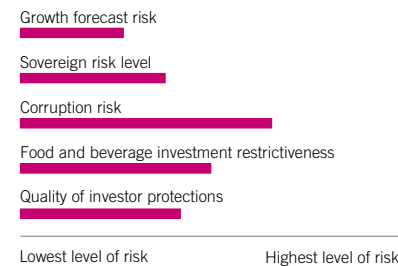 Growth forecast risk
Sovereign risk level
Corruption risk
Food and beverage investment restrictiveness
Quality of investor protections
Lowest level of risk Highest level of risk